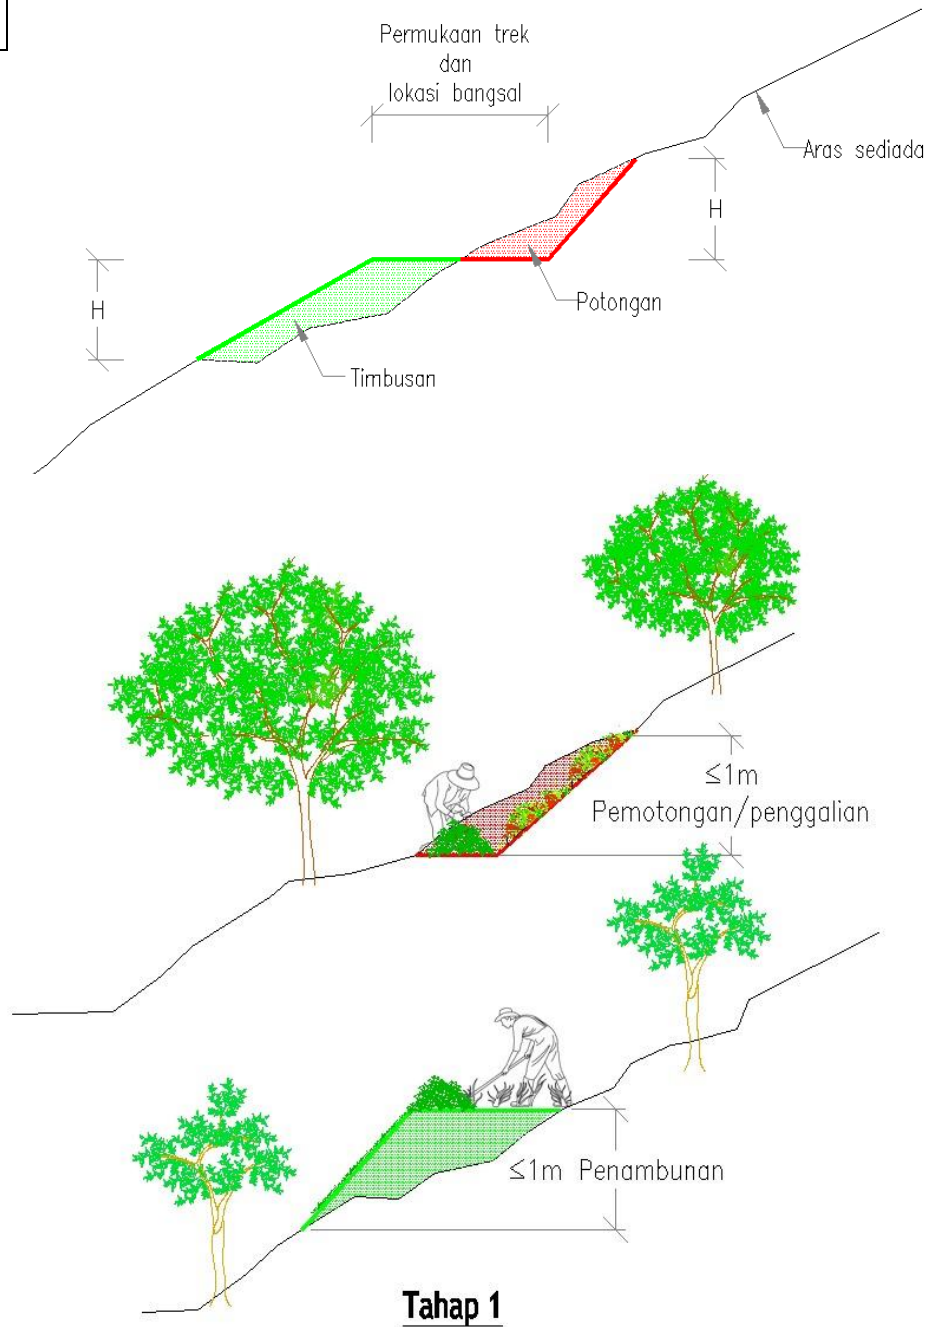 Permukaan trek
dan
lokasi bangsal
Aras sediada
H
H
Potongan
Timbusan
≤1m
Pemotongan/penggalian
≤1m Penambunan
Tahap 1